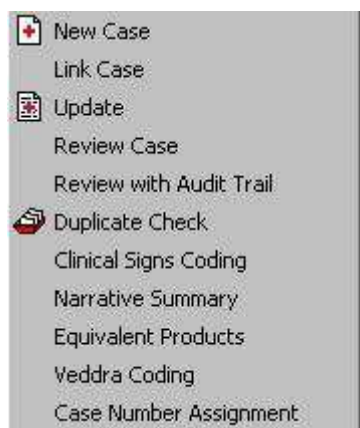 New Case
Link Case
Update
Review Case
Review with Audit Trail
Duplicate Check
Clinical Signs Coding
Narrative Summary
Equivalent Products
Veddra Coding
Case Number Assignment